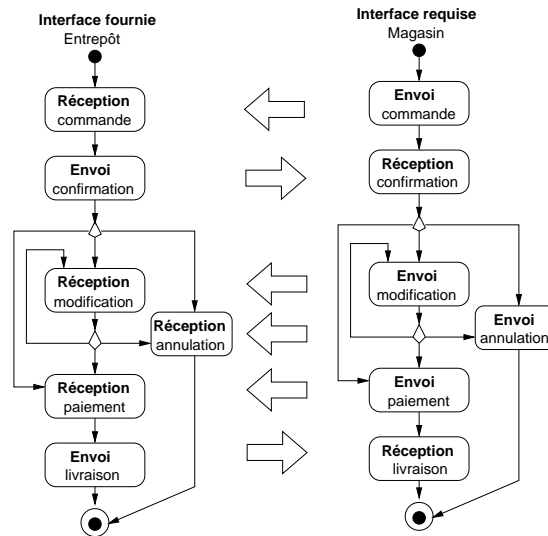 Interface fournie
Entrepôt
Réception
commande
Envoi
confirmation
Réception
modification
Réception
annulation
Réception
paiement
Envoi
livraison
Interface requise
Magasin
Envoi
commande
Réception
confirmation
Envoi
modification
Envoi
annulation
Envoi
paiement
Réception
livraison